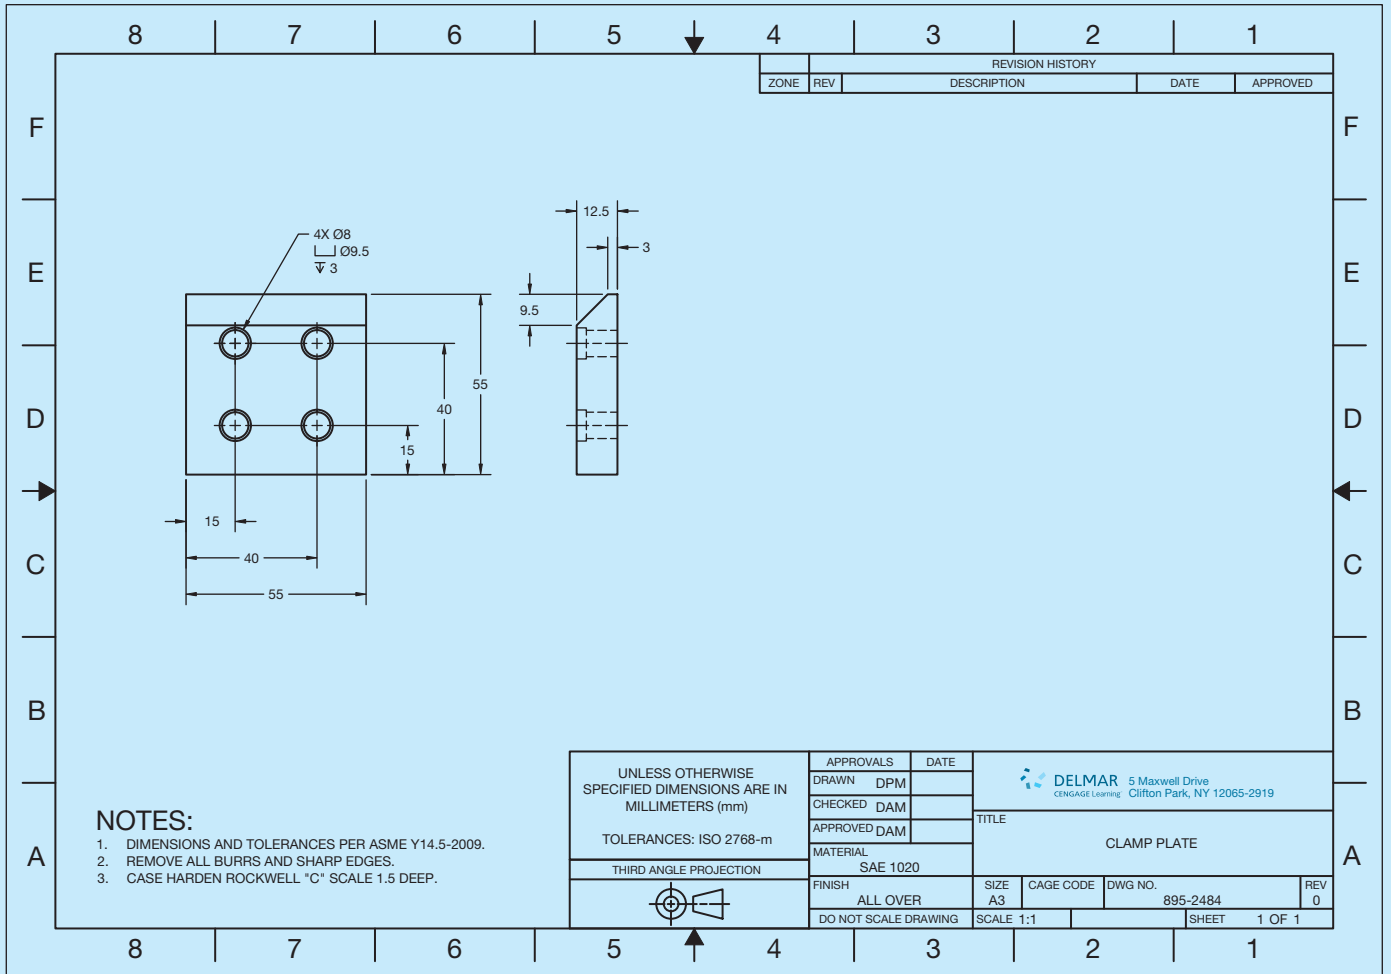 8 7 6 5 4 3 2 1
REVISION HISTORY
ZONE REV DESCRIPTION DATE APPROVED
F F
12.5
4X Ø8
⌴ Ø9.5
↧ 3
3
E E
9.5
55
40
D D
15
15
40
C C
55
B B
UNLESS OTHERWISE
SPECIFIED DIMENSIONS ARE IN
MILLIMETERS (mm)
TOLERANCES: ISO 2768-m
THIRD ANGLE PROJECTION
APPROVALS DATE
DRAWN DPM
CHECKED DAM
APPROVED DAM
MATERIAL
SAE 1020
FINISH
ALL OVER
DO NOT SCALE DRAWING
DELMAR
CENGAGE Learning
5 Maxwell Drive
Clifton Park, NY 12065-2919
TITLE
CLAMP PLATE
SIZE
A3
CAGE CODE
DWG NO.
895-2484
REV
0
SCALE 1:1
SHEET 1 OF 1
NOTES:
1. DIMENSIONS AND TOLERANCES PER ASME Y14.5-2009.
2. REMOVE ALL BURRS AND SHARP EDGES.
3. CASE HARDEN ROCKWELL "C" SCALE 1.5 DEEP.
A A
8 7 6 5 4 3 2 1